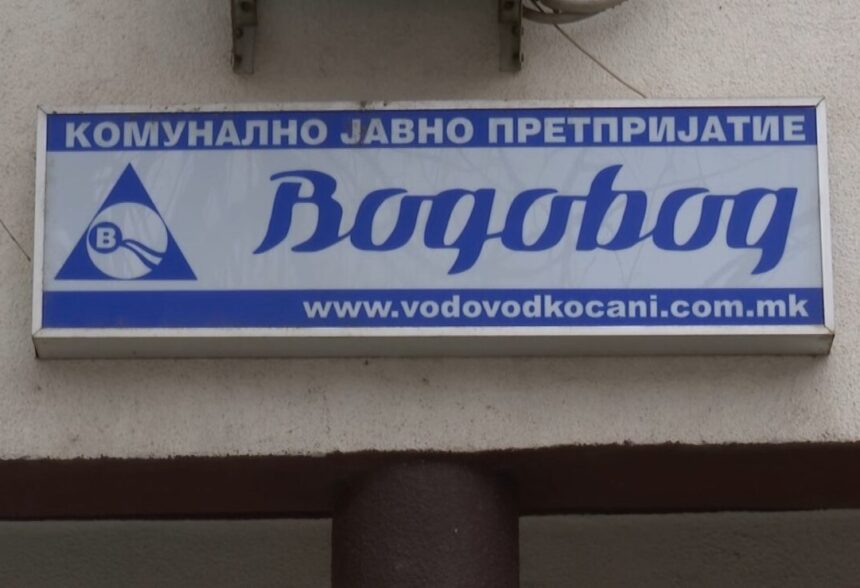 КОМУНАЛНО ЈАВНО ПРЕТПРИЈАТИЕ
В
Водовод
www.vodovodkocani.com.mk